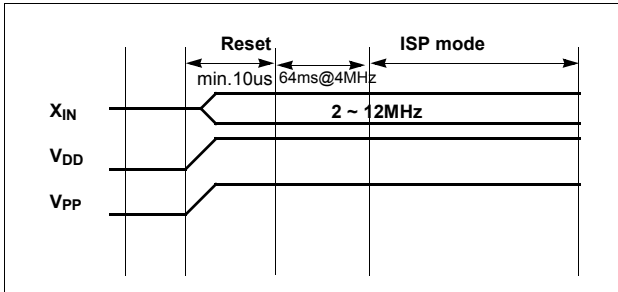 Reset ISP mode
min.10us 64ms@4MHz
XIN 2 ~ 12MHz
VDD
VPP